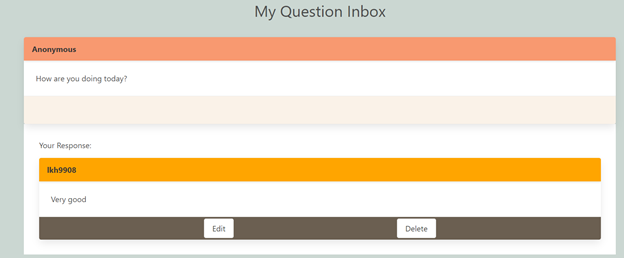 My Question Inbox
Anonymous
How are you doing today?
Your Response:
lkh9908
Very good
Edit Delete